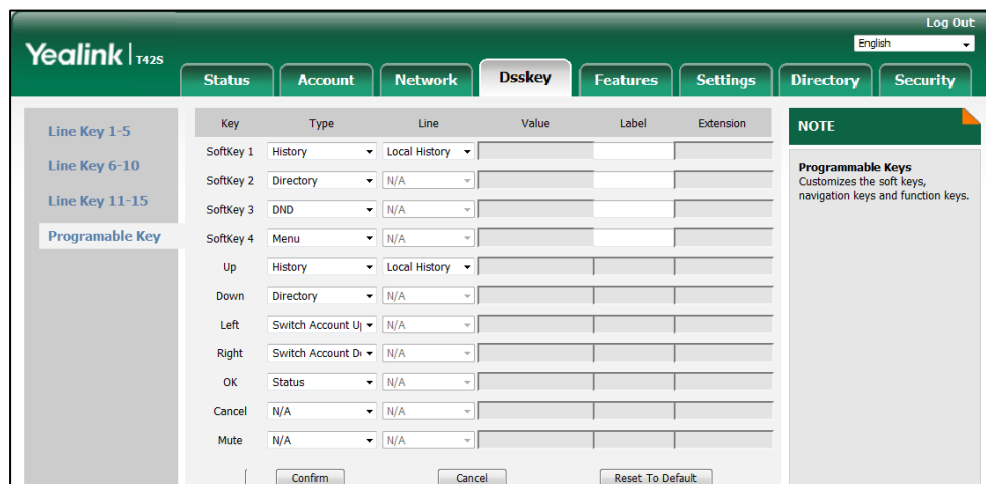 Log Out
Yealink T42S
English
Status Account Network Dsskey Features Settings Directory Security
Line Key 1-5
Line Key 6-10
Line Key 11-15
Programable Key
Key Type Line Value Label Extension
SoftKey 1 History Local History
SoftKey 2 Directory N/A
SoftKey 3 DND N/A
SoftKey 4 Menu N/A
Up History Local History
Down Directory N/A
Left Switch Account U N/A
Right Switch Account D N/A
OK Status N/A
Cancel N/A N/A
Mute N/A N/A
Confirm Cancel Reset To Default
NOTE
Programmable Keys
Customizes the soft keys,
navigation keys and function keys.